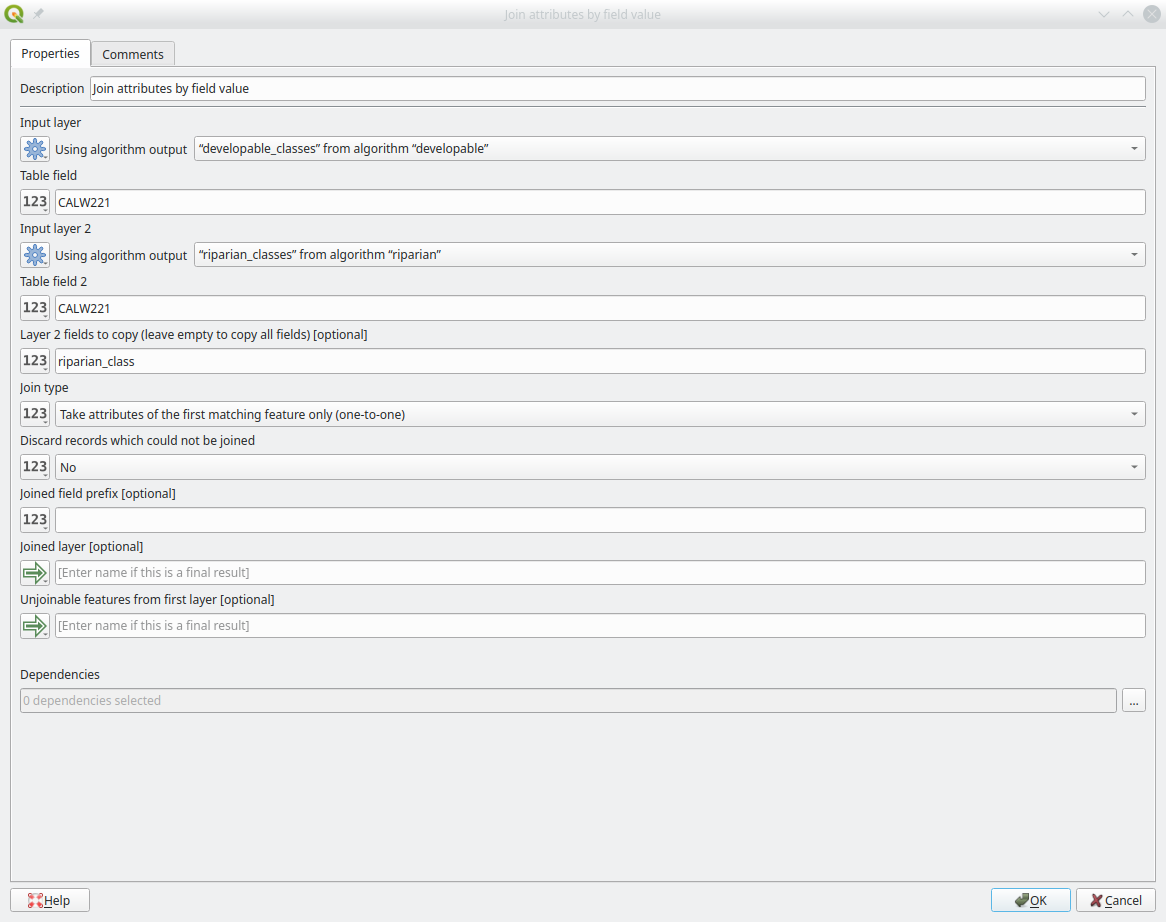 Join attributes by field value
Properties
Comments
Description
Join attributes by field value
Input layer
Using algorithm output
“developable_classes” from algorithm “developable”
Table field
123
CALW221
Input layer 2
Using algorithm output
“riparian_classes” from algorithm “riparian”
Table field 2
123
CALW221
Layer 2 fields to copy (leave empty to copy all fields) [optional]
123
riparian_class
Join type
123
Take attributes of the first matching feature only (one-to-one)
Discard records which could not be joined
123
No
Joined field prefix [optional]
123
Joined layer [optional]
[Enter name if this is a final result]
Unjoinable features from first layer [optional]
[Enter name if this is a final result]
Dependencies
0 dependencies selected
...
Help
OK
Cancel